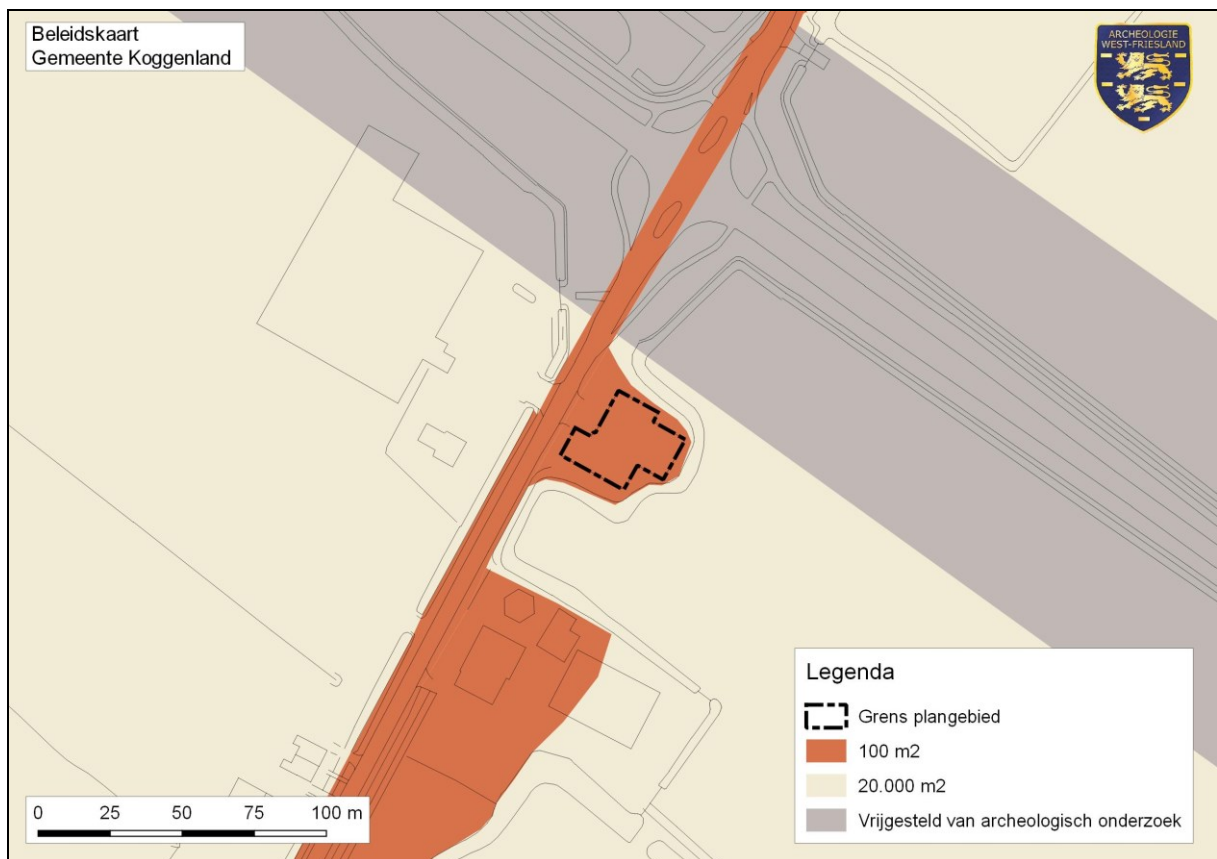 Beleidskaart
Gemeente Koggenland
ARCHEOLOGIE
WEST-FRIESLAND
Legenda
Grens plangebied
100 m2
20.000 m2
Vrijgesteld van archeologisch onderzoek
0 25 50 75 100 m